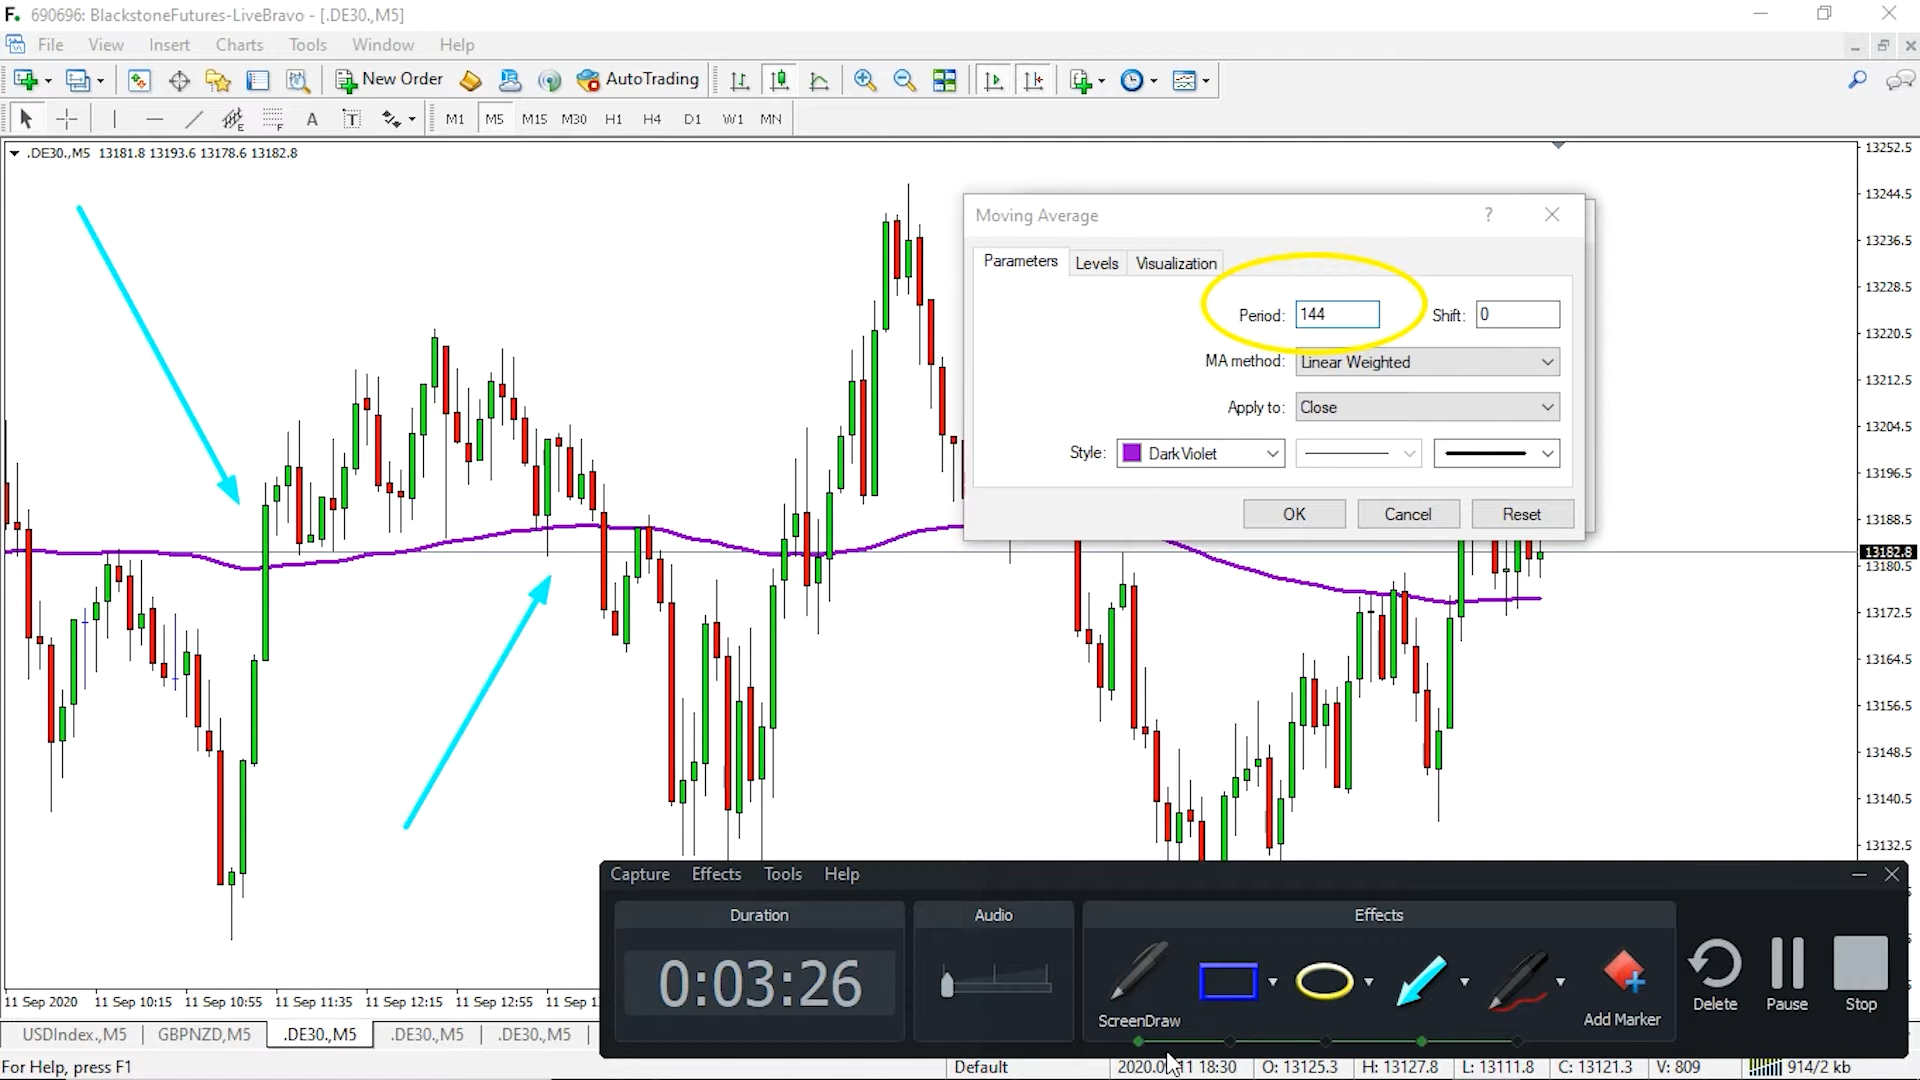 F. 690696: BlackstoneFutures-LiveBravo - [.DE30.,M5]
File View Insert Charts Tools Window Help
New Order AutoTrading
A T M1 M5 M15 M30 H1 H4 D1 W1 MN
.DE30.,M5 13181.8 13193.6 13178.6 13182.8
13252.5
13244.5
13236.5
13228.5
13220.5
13212.5
13204.5
13196.5
13188.5
13182.8
13180.5
13172.5
13164.5
13156.5
13148.5
13140.5
13132.5
Moving Average ?
Parameters Levels Visualization
Period: 144 Shift: 0
MA method: Linear Weighted
Apply to: Close
Style: DarkViolet
OK Cancel Reset
Capture Effects Tools Help
Duration Audio Effects
0:03:26
ScreenDraw Add Marker Delete Pause Stop
11 Sep 2020 11 Sep 10:15 11 Sep 10:55 11 Sep 11:35 11 Sep 12:15 11 Sep 12:55 11 Sep
USDIndex.,M5 GBPNZD,M5 .DE30.,M5 .DE30.,M5 .DE30.,M5
For Help, press F1 Default 18:30 O: 13125.3 H: 13127.8 L: 13111.8 C: 13121.3 V: 809 914/2 kb